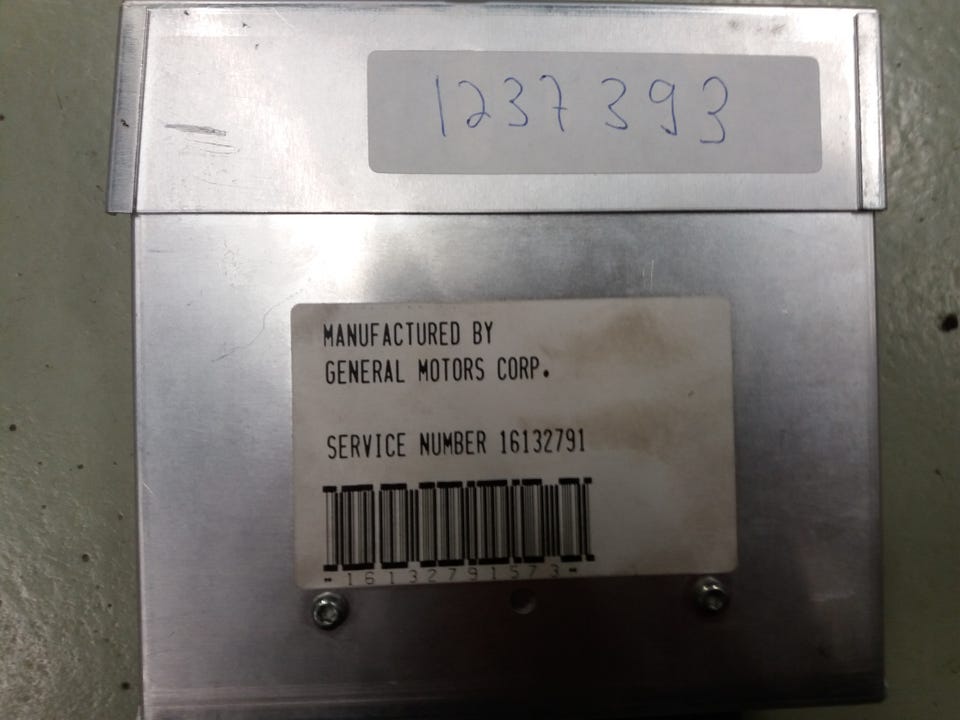 1237393
MANUFACTURED BY
GENERAL MOTORS CORP.
SERVICE NUMBER 16132791
-16132791573-